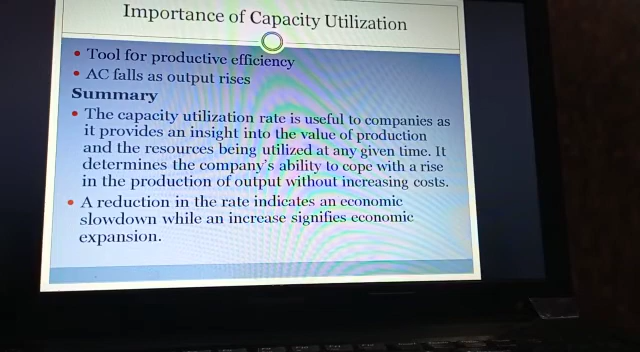 Importance of Capacity Utilization
• Tool for productive efficiency
• AC falls as output rises
Summary
• The capacity utilization rate is useful to companies as
it provides an insight into the value of production
and the resources being utilized at any given time. It
determines the company's ability to cope with a rise
in the production of output without increasing costs.
• A reduction in the rate indicates an economic
slowdown while an increase signifies economic
expansion.